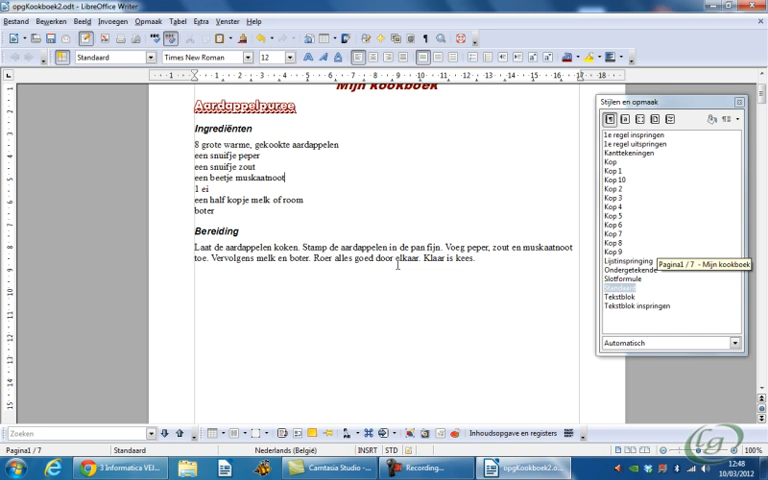 opgKookboek2.odt - LibreOffice Writer
Bestand Bewerken Beeld Invoegen Opmaak Tabel Extra Venster Help
Standaard Times New Roman 12
Mijn kookboek
Aardappelpuree
Ingrediënten
8 grote warme, gekookte aardappelen
een snuifje peper
een snuifje zout
een beetje muskaatnoot
1 ei
een half kopje melk of room
boter
Bereiding
Laat de aardappelen koken. Stamp de aardappelen in de pan fijn. Voeg peper, zout en muskaatnoot
toe. Vervolgens melk en boter. Roer alles goed door elkaar. Klaar is kees.
Stijlen en opmaak
1e regel inspringen
1e regel uitspringen
Kanttekeningen
Kop
Kop 1
Kop 10
Kop 2
Kop 3
Kop 4
Kop 5
Kop 6
Kop 7
Kop 8
Kop 9
Lijstinspringing
Pagina1 / 7 - Mijn kookboek
Ondergetekende
Slotformule
Standaard
Tekstblok
Tekstblok inspringen
Automatisch
Zoeken Inhoudsopgave en registers
Pagina1 / 7 Standaard Nederlands (België) INSRT STD 100%
3 Informatica VEJ... Camtasia Studio -... Recording... opgKookboek2.o...
12:48
10/03/2012
lg